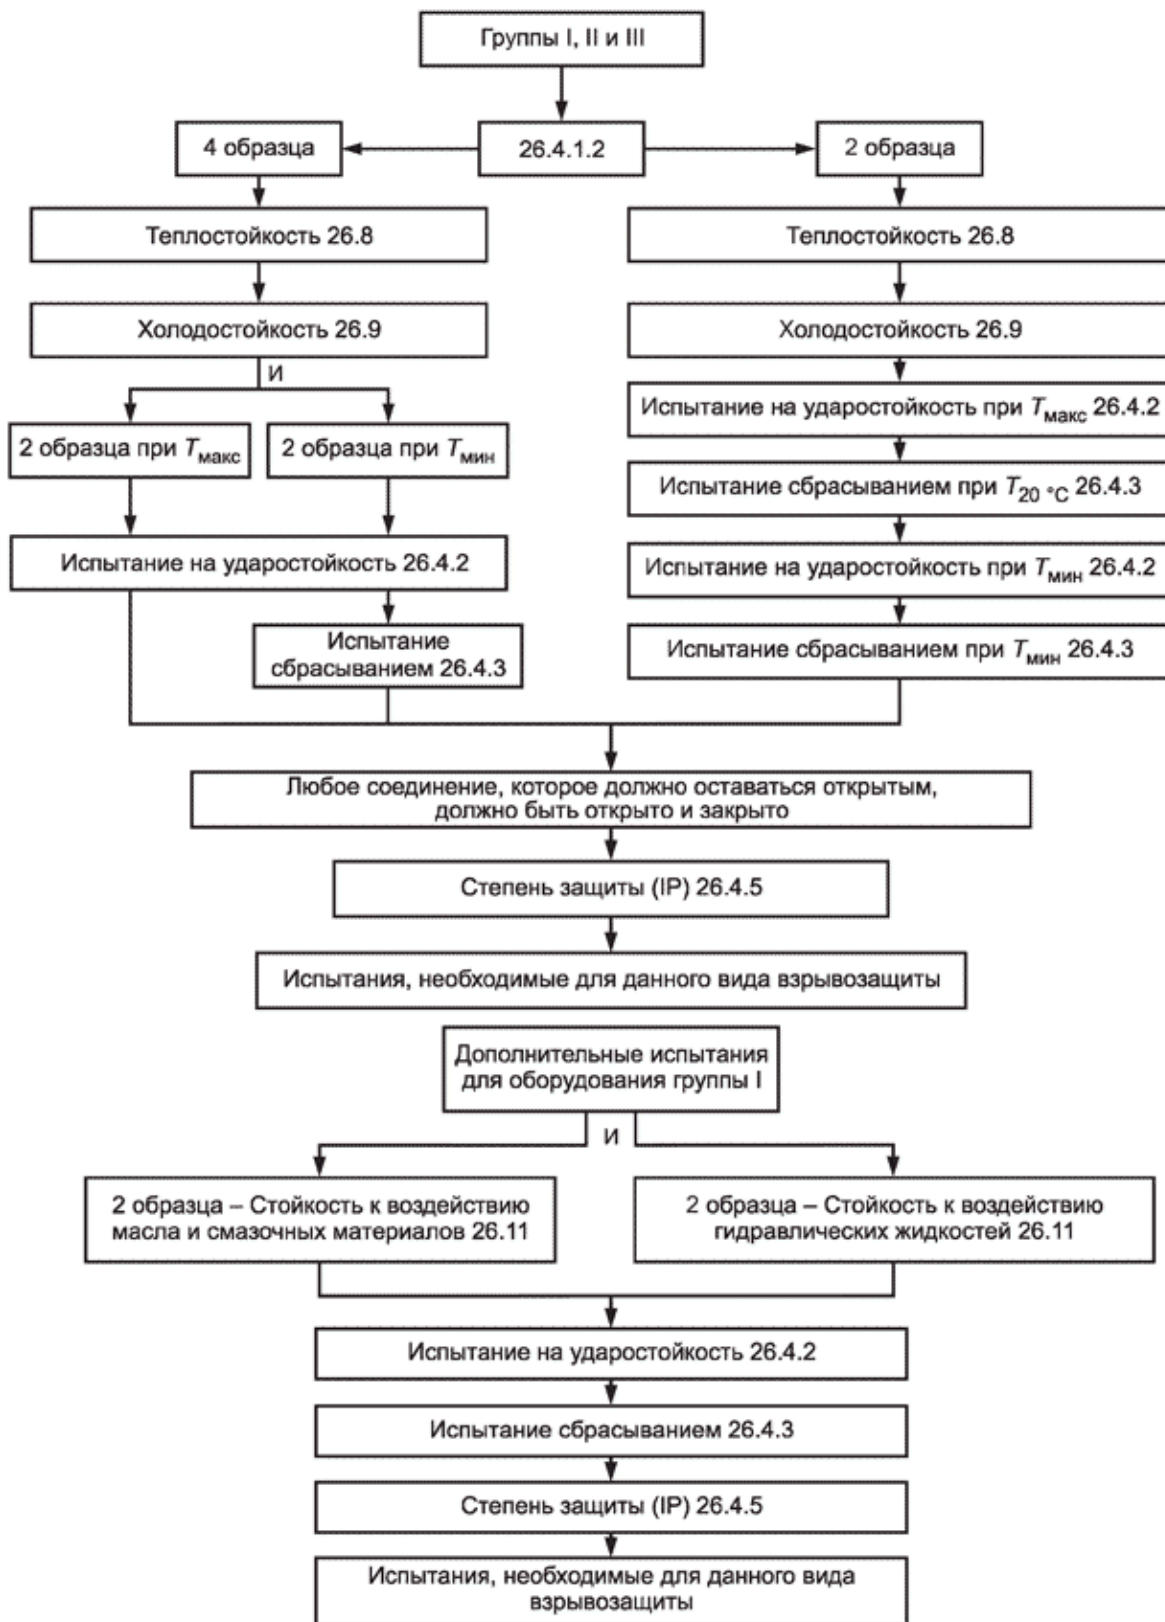 Группы I, II и III
4 образца
26.4.1.2
2 образца
Теплостойкость 26.8
Теплостойкость 26.8
Холодостойкость 26.9
Холодостойкость 26.9
И
2 образца при Tмакс
2 образца при Tмин
Испытание на ударостойкость при Tмакс 26.4.2
Испытание сбрасыванием при T20 °C 26.4.3
Испытание на ударостойкость 26.4.2
Испытание на ударостойкость при Tмин 26.4.2
Испытание
сбрасыванием 26.4.3
Испытание сбрасыванием при Tмин 26.4.3
Любое соединение, которое должно оставаться открытым,
должно быть открыто и закрыто
Степень защиты (IP) 26.4.5
Испытания, необходимые для данного вида взрывозащиты
Дополнительные испытания
для оборудования группы I
И
2 образца – Стойкость к воздействию
масла и смазочных материалов 26.11
2 образца – Стойкость к воздействию
гидравлических жидкостей 26.11
Испытание на ударостойкость 26.4.2
Испытание сбрасыванием 26.4.3
Степень защиты (IP) 26.4.5
Испытания, необходимые для данного вида
взрывозащиты